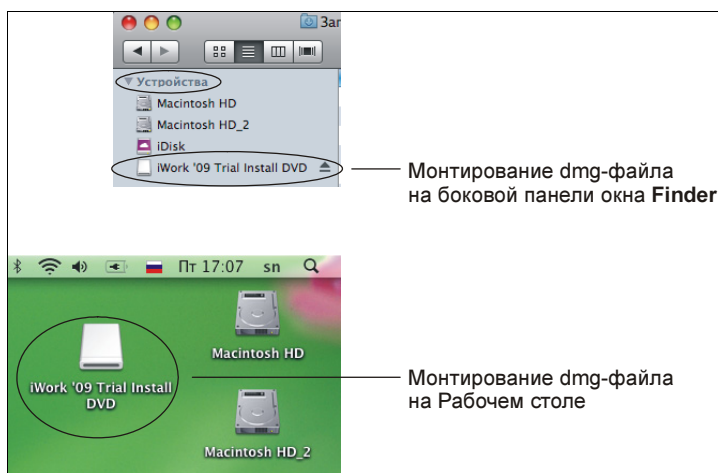 Заг
Устройства
Macintosh HD
Macintosh HD_2
iDisk
iWork '09 Trial Install DVD
Монтирование dmg-файла
на боковой панели окна Finder
Пт 17:07 sn
Macintosh HD
iWork '09 Trial Install
DVD
Монтирование dmg-файла
на Рабочем столе
Macintosh HD_2